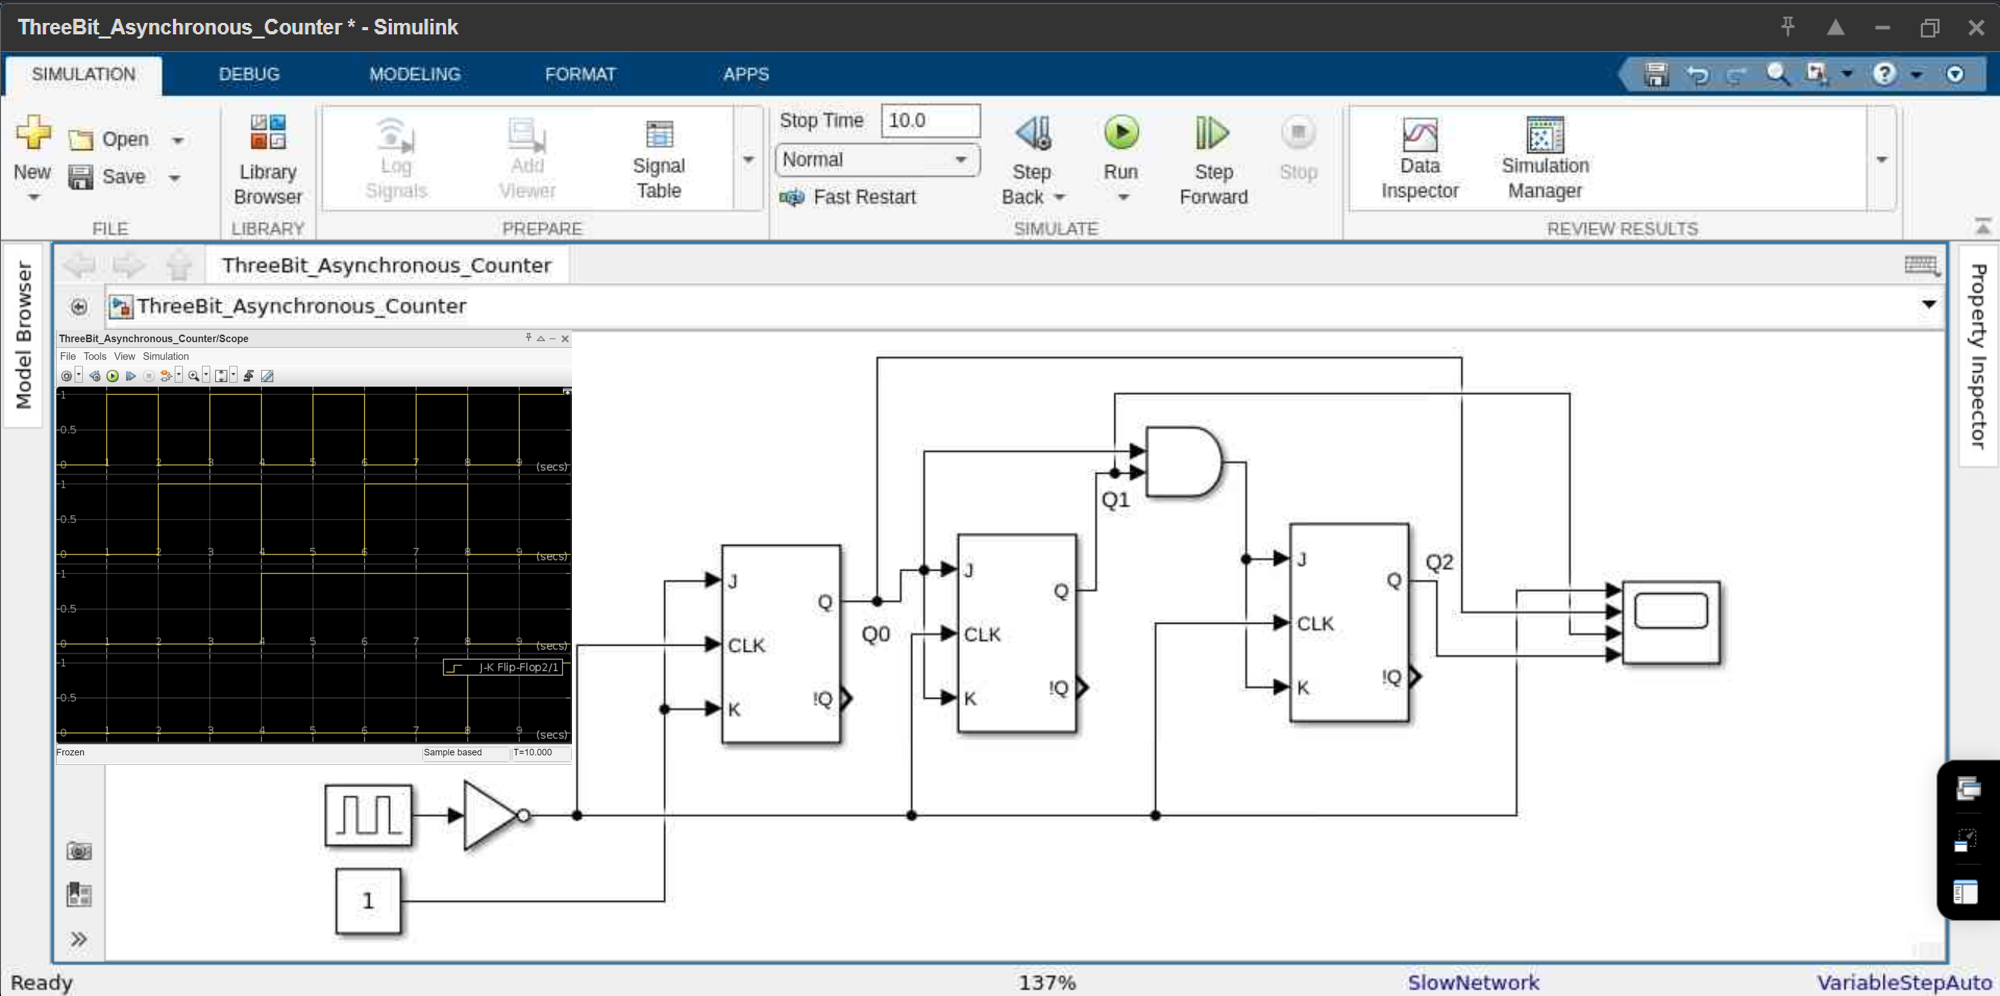 ThreeBit_Asynchronous_Counter * - Simulink
SIMULATION DEBUG MODELING FORMAT APPS
New
Open
Save
FILE
Library
Browser
LIBRARY
Log
Signals
Add
Viewer
Signal
Table
PREPARE
Stop Time 10.0
Normal
Fast Restart
Step
Back
Run
Step
Forward
Stop
SIMULATE
Data
Inspector
Simulation
Manager
REVIEW RESULTS
Model Browser
Property Inspector
ThreeBit_Asynchronous_Counter
ThreeBit_Asynchronous_Counter
ThreeBit_Asynchronous_Counter/Scope
File Tools View Simulation
1
0.5
0 1 2 3 4 5 6 7 8 9 (secs)
1
0.5
0 1 2 3 4 5 6 7 8 9 (secs)
1
0.5
0 1 2 3 4 5 6 7 8 9 (secs)
1
J-K Flip-Flop2/1
0.5
0 1 2 3 4 5 6 7 8 9 (secs)
Frozen Sample based T=10.000
J
CLK
K
Q
!Q
Q0
J
CLK
K
Q
!Q
Q1
J
CLK
K
Q
!Q
Q2
1
Ready 137% SlowNetwork VariableStepAuto